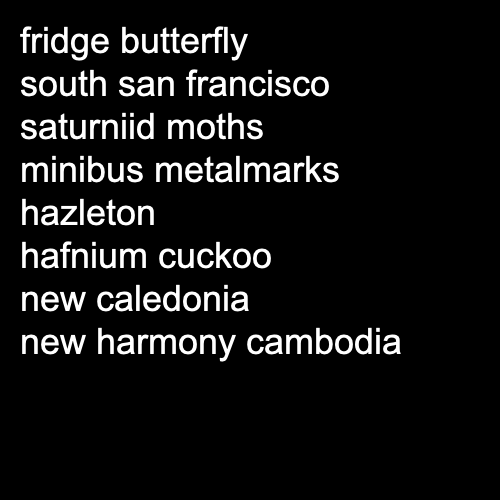 fridge butterfly
south san francisco
saturniid moths
minibus metalmarks
hazleton
hafnium cuckoo
new caledonia
new harmony cambodia